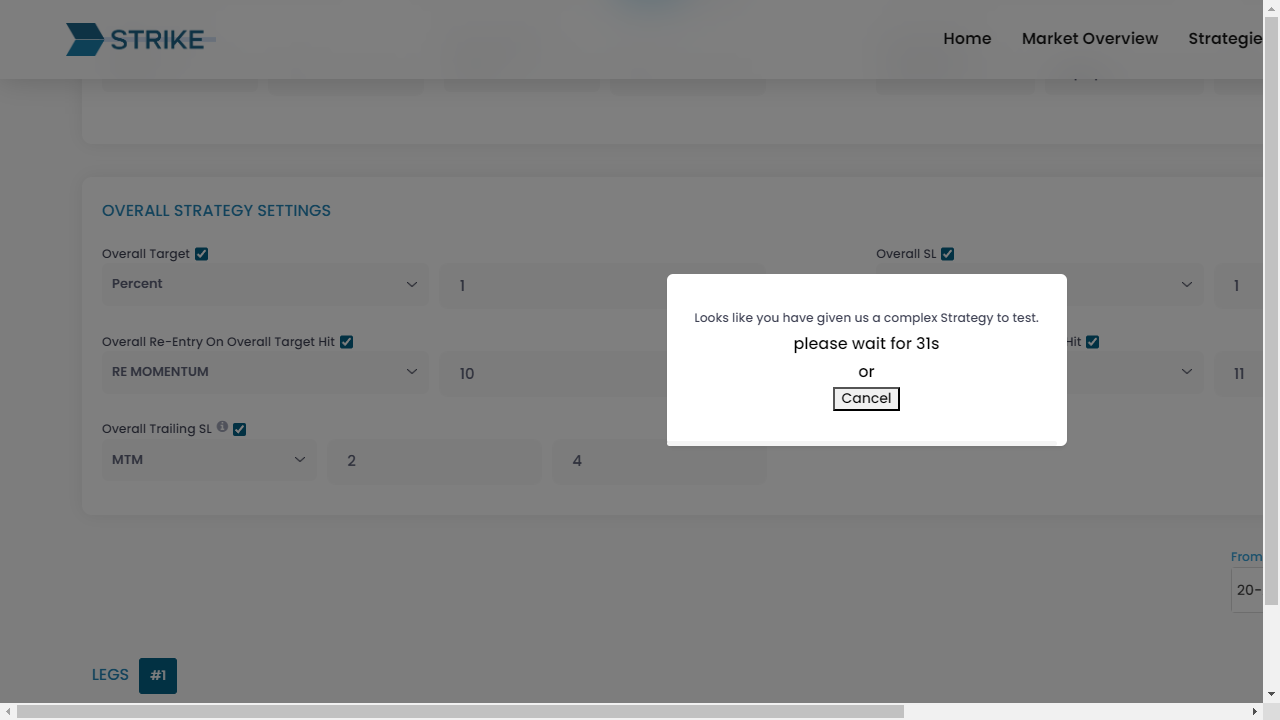 STRIKE
Home Market Overview Strategie
OVERALL STRATEGY SETTINGS
Overall Target Overall SL
Percent 1 1
Looks like you have given us a complex Strategy to test.
Overall Re-Entry On Overall Target Hit please wait for 31s Hit
RE MOMENTUM 10 or 11
Cancel
Overall Trailing SL
MTM 2 4
From
20-
LEGS #1